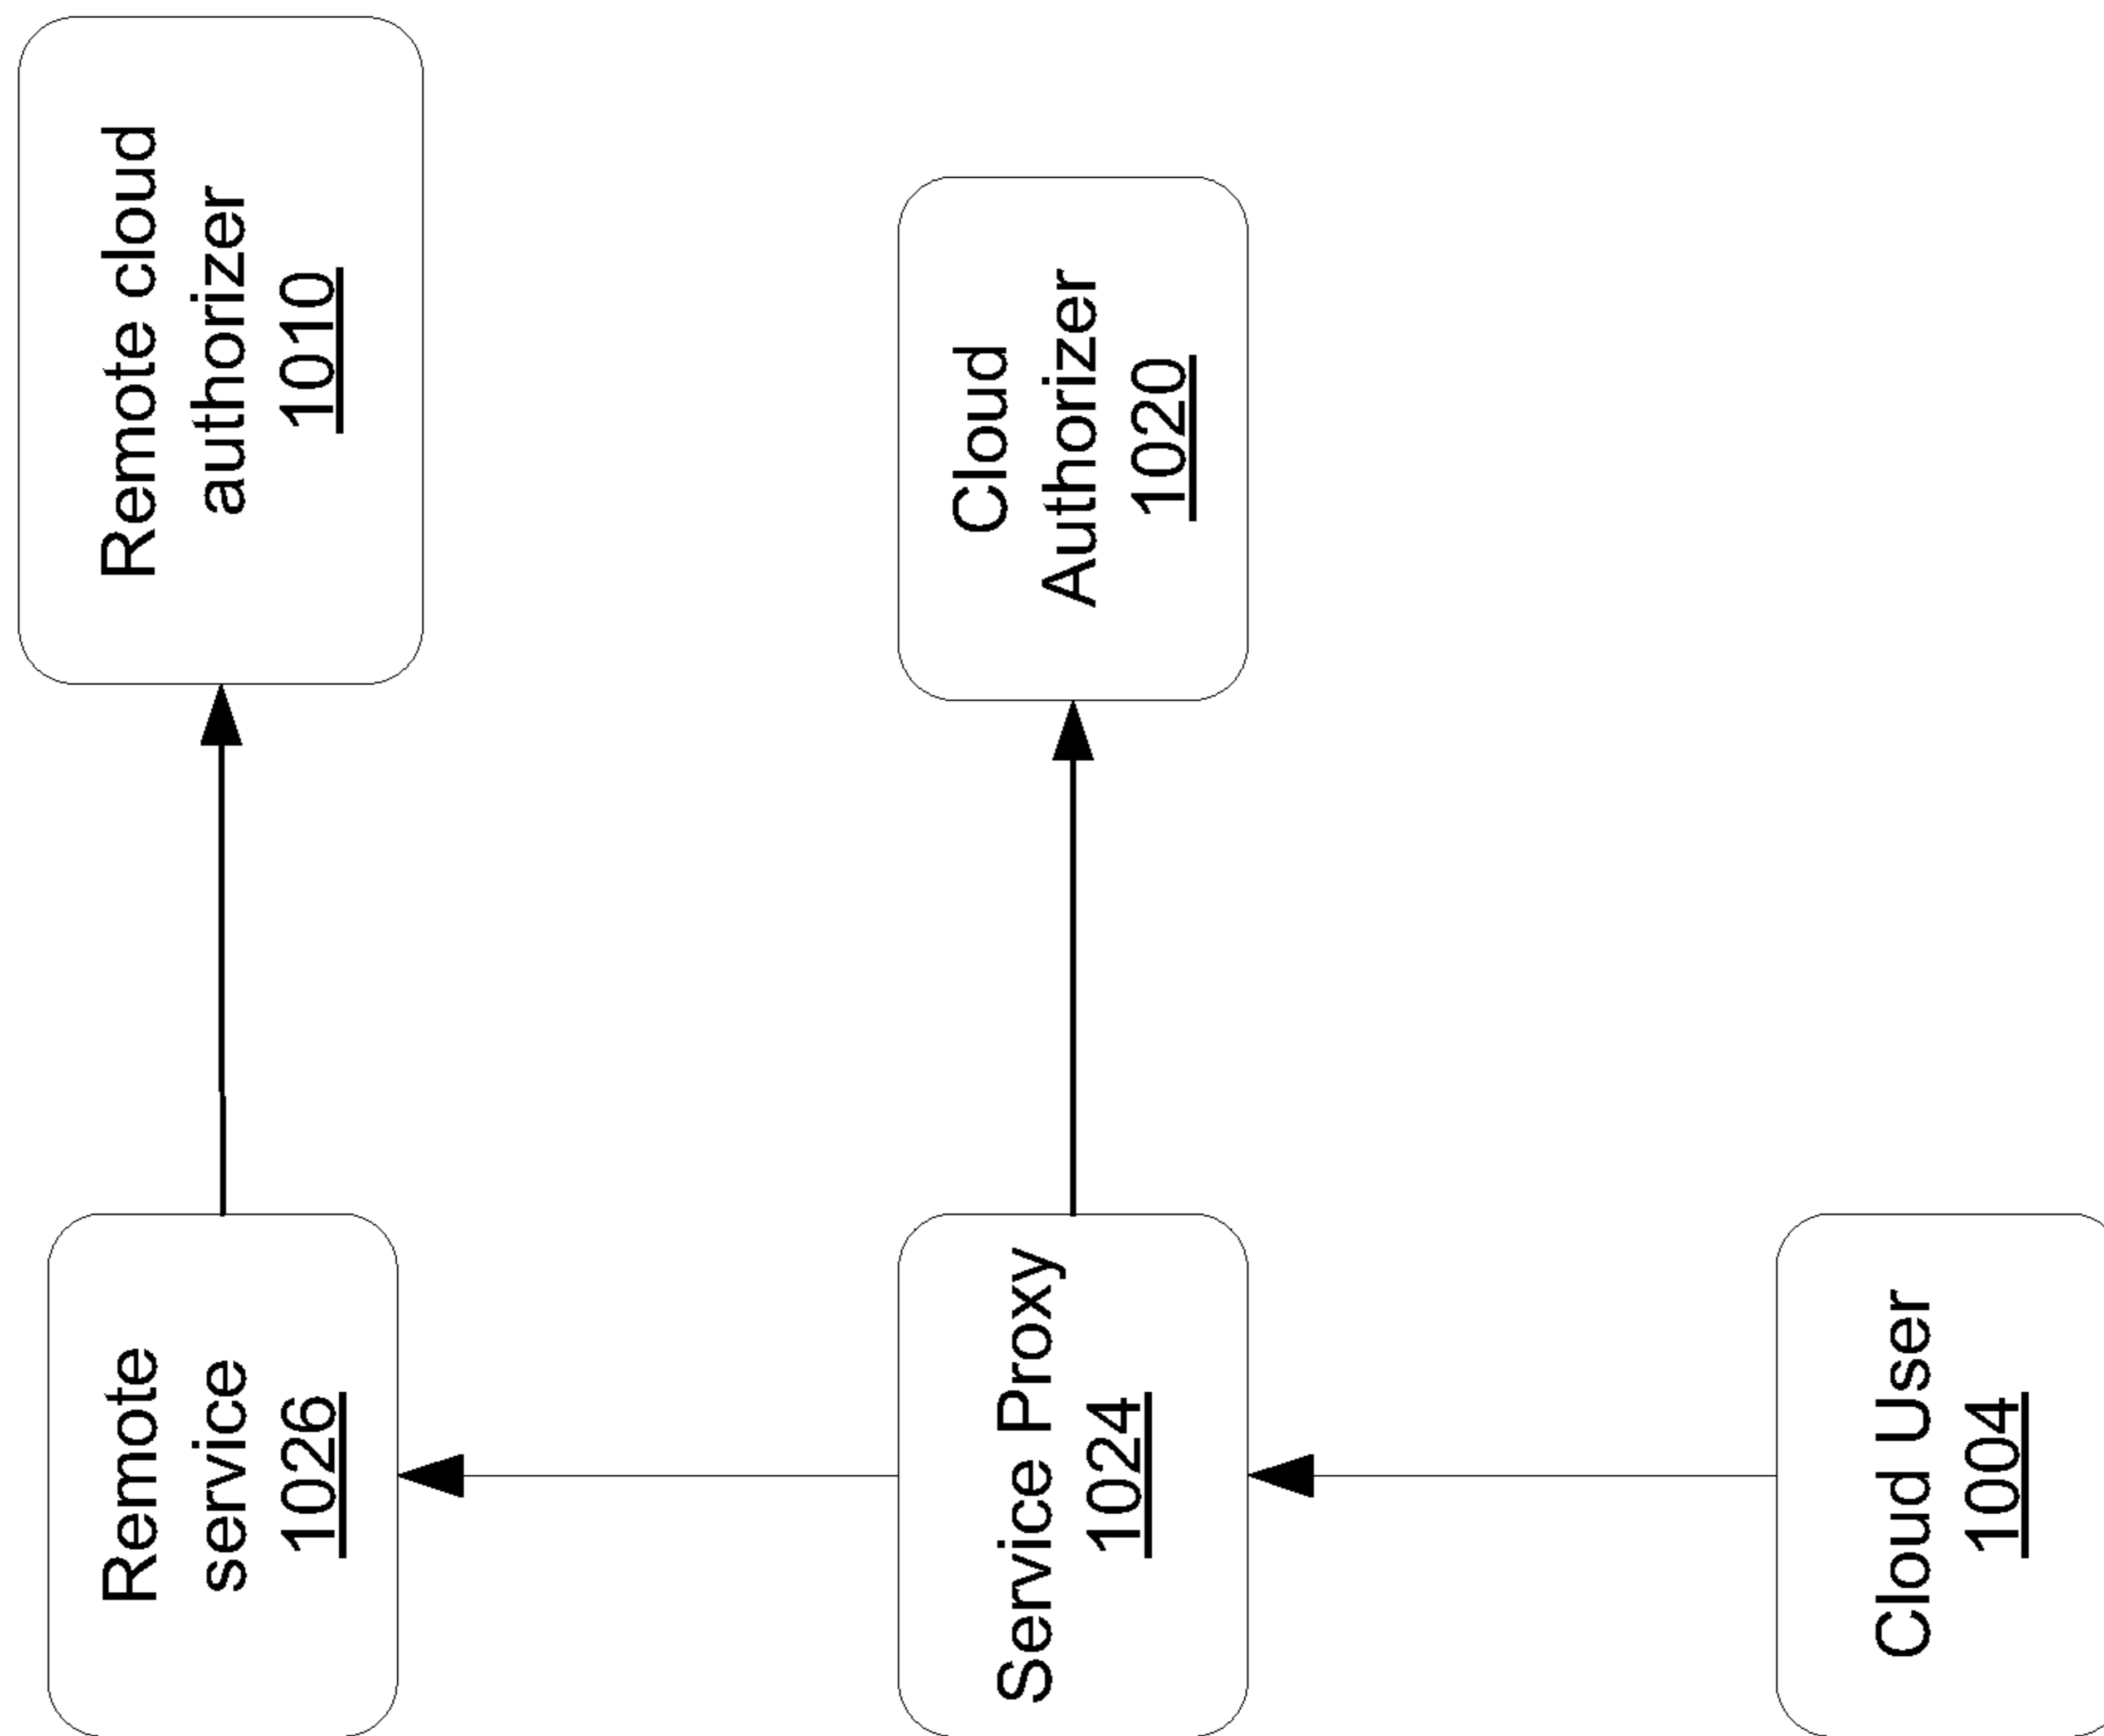 Remote cloud
authorizer
1010
Remote
service
1026
Cloud
Authorizer
1020
Service Proxy
1024
Cloud User
1004